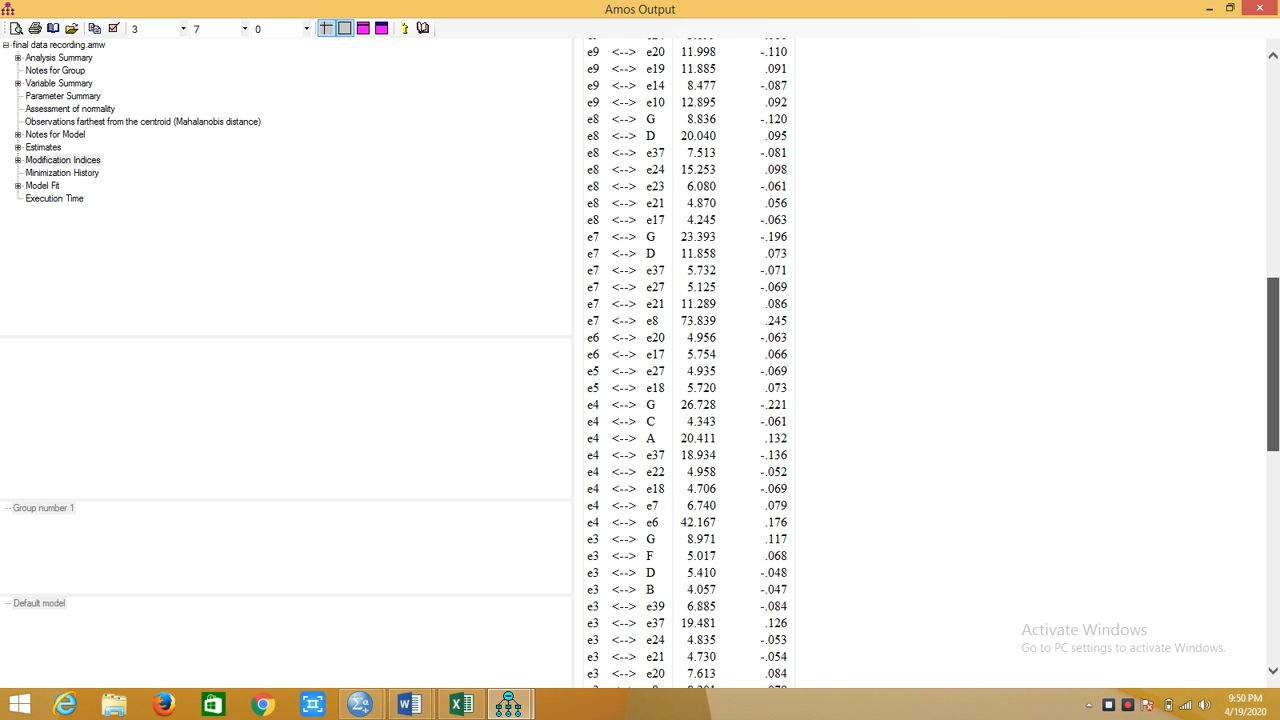 Amos Output
3 7 0
final data recording.amw
Analysis Summary
Notes for Group
Variable Summary
Parameter Summary
Assessment of normality
Observations farthest from the centroid (Mahalanobis distance)
Notes for Model
Estimates
Modification Indices
Minimization History
Model Fit
Execution Time
Group number 1
Default model
e9 <--> e20 11.998 -.110
e9 <--> e19 11.885 .091
e9 <--> e14 8.477 -.087
e9 <--> e10 12.895 .092
e8 <--> G 8.836 -.120
e8 <--> D 20.040 .095
e8 <--> e37 7.513 -.081
e8 <--> e24 15.253 .098
e8 <--> e23 6.080 -.061
e8 <--> e21 4.870 .056
e8 <--> e17 4.245 -.063
e7 <--> G 23.393 -.196
e7 <--> D 11.858 .073
e7 <--> e37 5.732 -.071
e7 <--> e27 5.125 -.069
e7 <--> e21 11.289 .086
e7 <--> e8 73.839 .245
e6 <--> e20 4.956 -.063
e6 <--> e17 5.754 .066
e5 <--> e27 4.935 -.069
e5 <--> e18 5.720 .073
e4 <--> G 26.728 -.221
e4 <--> C 4.343 -.061
e4 <--> A 20.411 .132
e4 <--> e37 18.934 -.136
e4 <--> e22 4.958 -.052
e4 <--> e18 4.706 -.069
e4 <--> e7 6.740 .079
e4 <--> e6 42.167 .176
e3 <--> G 8.971 .117
e3 <--> F 5.017 .068
e3 <--> D 5.410 -.048
e3 <--> B 4.057 -.047
e3 <--> e39 6.885 -.084
e3 <--> e37 19.481 .126
e3 <--> e24 4.835 -.053
e3 <--> e21 4.730 -.054
e3 <--> e20 7.613 .084
Activate Windows
Go to PC settings to activate Windows.
9:50 PM
4/19/2020